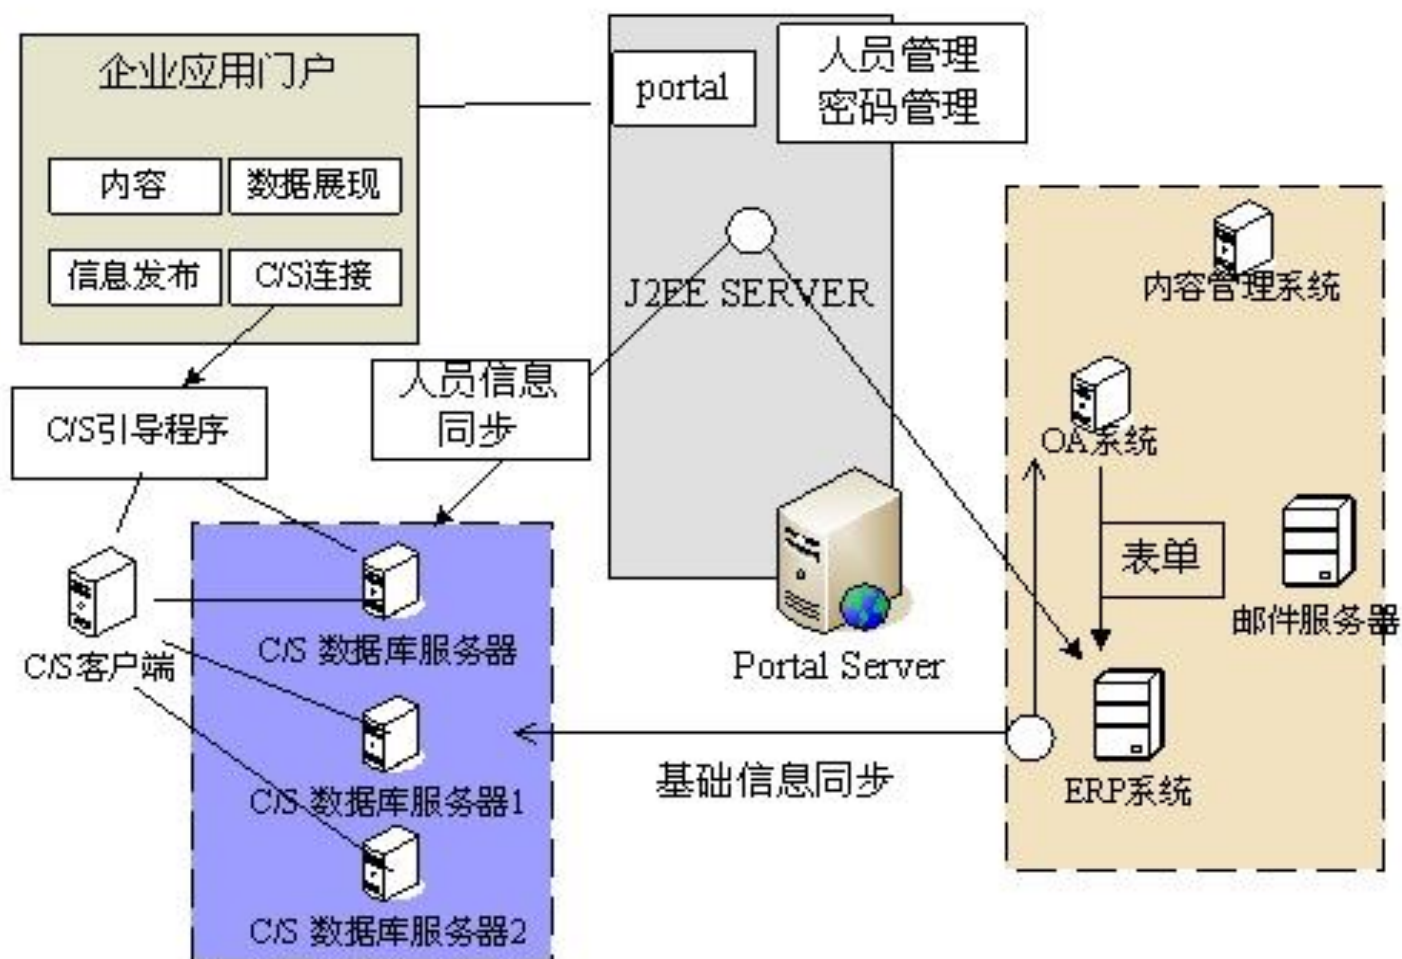 企业应用门户
内容
数据展现
信息发布
C/S连接
portal
人员管理
密码管理
J2EE SERVER
内容管理系统
C/S引导程序
人员信息
同步
OA系统
表单
邮件服务器
C/S客户端
C/S 数据库服务器
Portal Server
基础信息同步
ERP系统
C/S 数据库服务器1
C/S 数据库服务器2